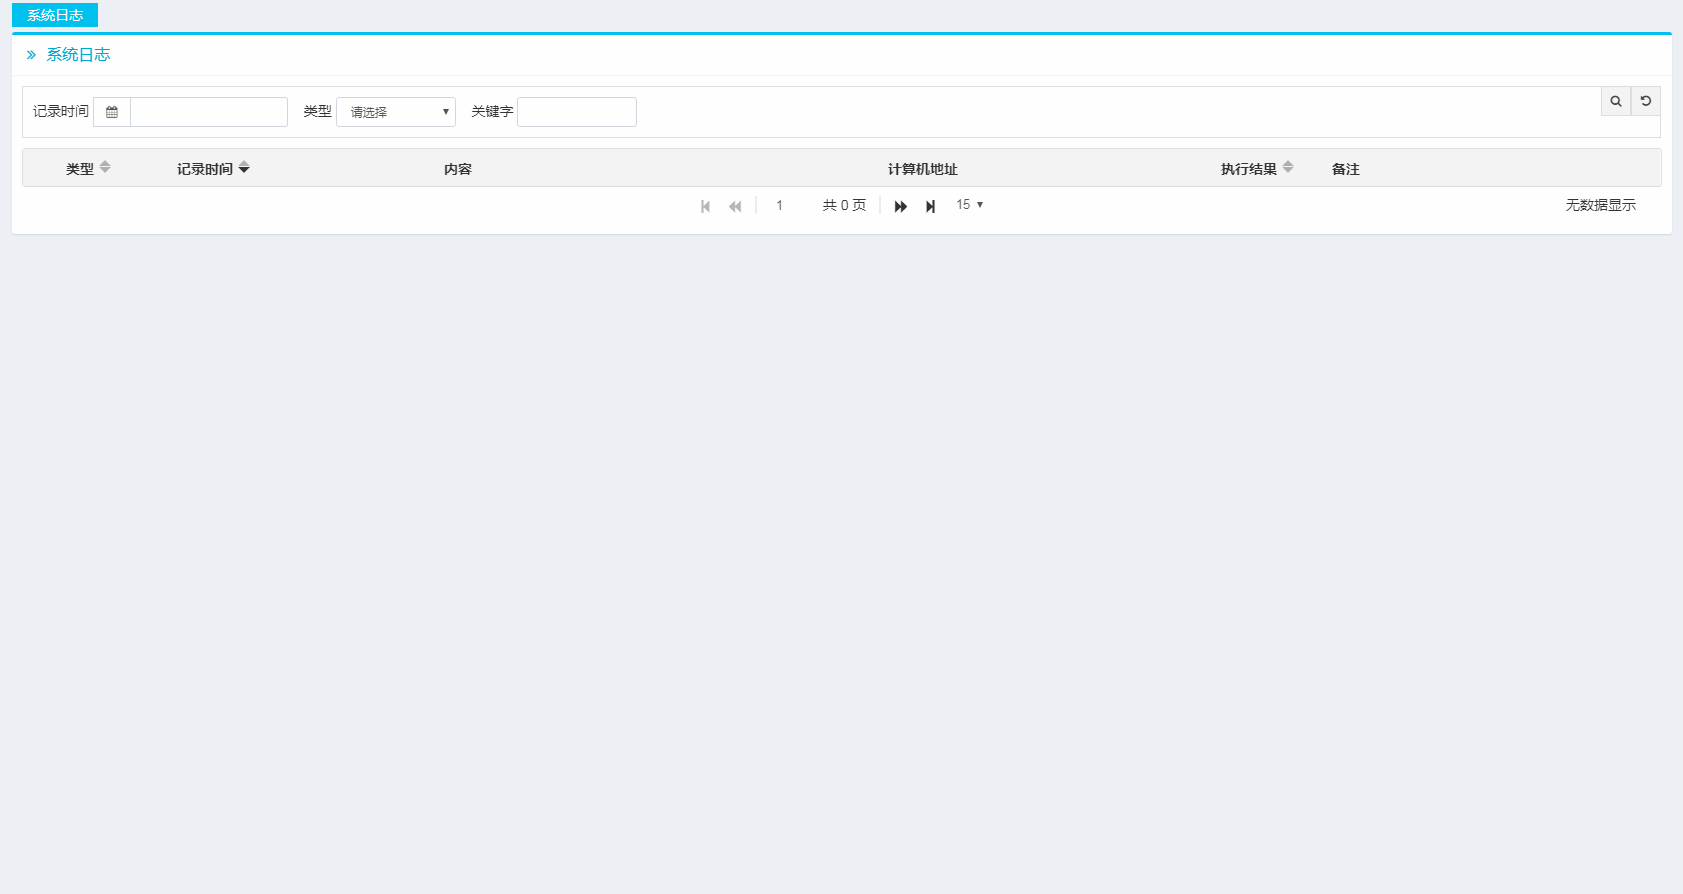 系统日志
系统日志
记录时间 类型 请选择 关键字
类型 记录时间 内容 计算机地址 执行结果 备注
1 共 0 页 15 无数据显示